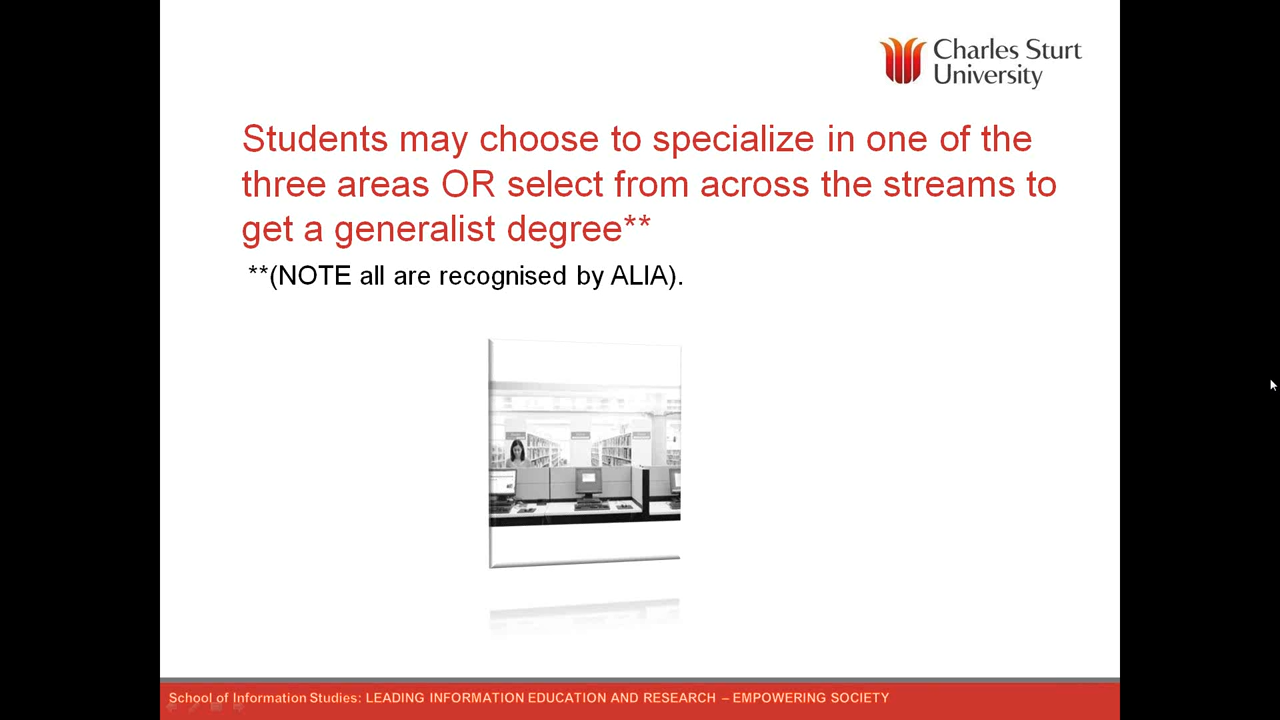 Charles Sturt
University
Students may choose to specialize in one of the
three areas OR select from across the streams to
get a generalist degree**
**(NOTE all are recognised by ALIA).
School of Information Studies: LEADING INFORMATION EDUCATION AND RESEARCH – EMPOWERING SOCIETY